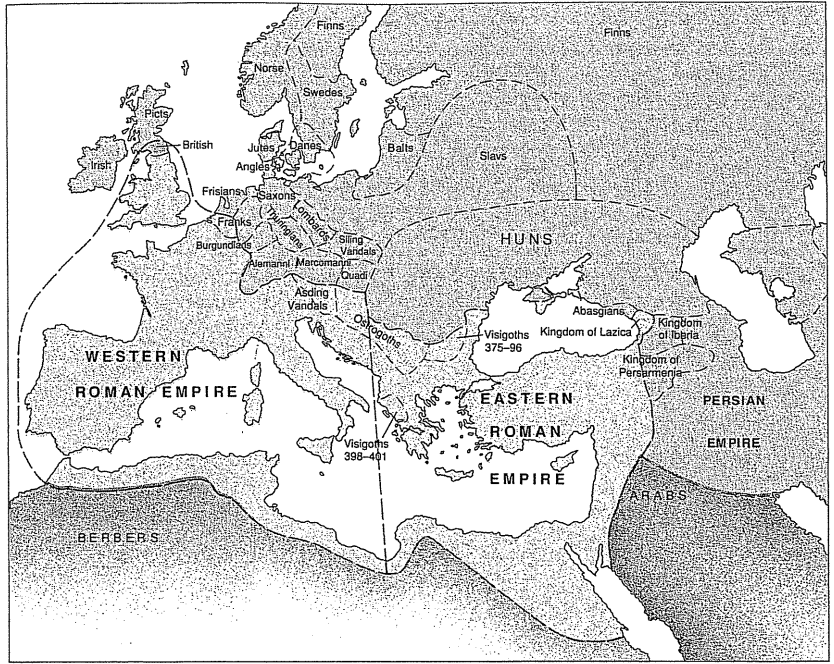 Finns
Finns
Norse
Swedes
Picts
British
Jutes
Danes
Balts
Slavs
Irish
Angles
Frisians
Saxons
Franks
Lombards
Thuringians
Burgundians
Siling
Vandals
HUNS
Alemanni
Marcomanni
Quadi
Asding
Vandals
Ostrogoths
Visigoths
375–96
Abasgians
Kingdom of Lazica
Kingdom
of Iberia
Kingdom of
Persarmenia
WESTERN
ROMAN EMPIRE
EASTERN
ROMAN
EMPIRE
PERSIAN
EMPIRE
Visigoths
398–401
ARABS
BERBERS